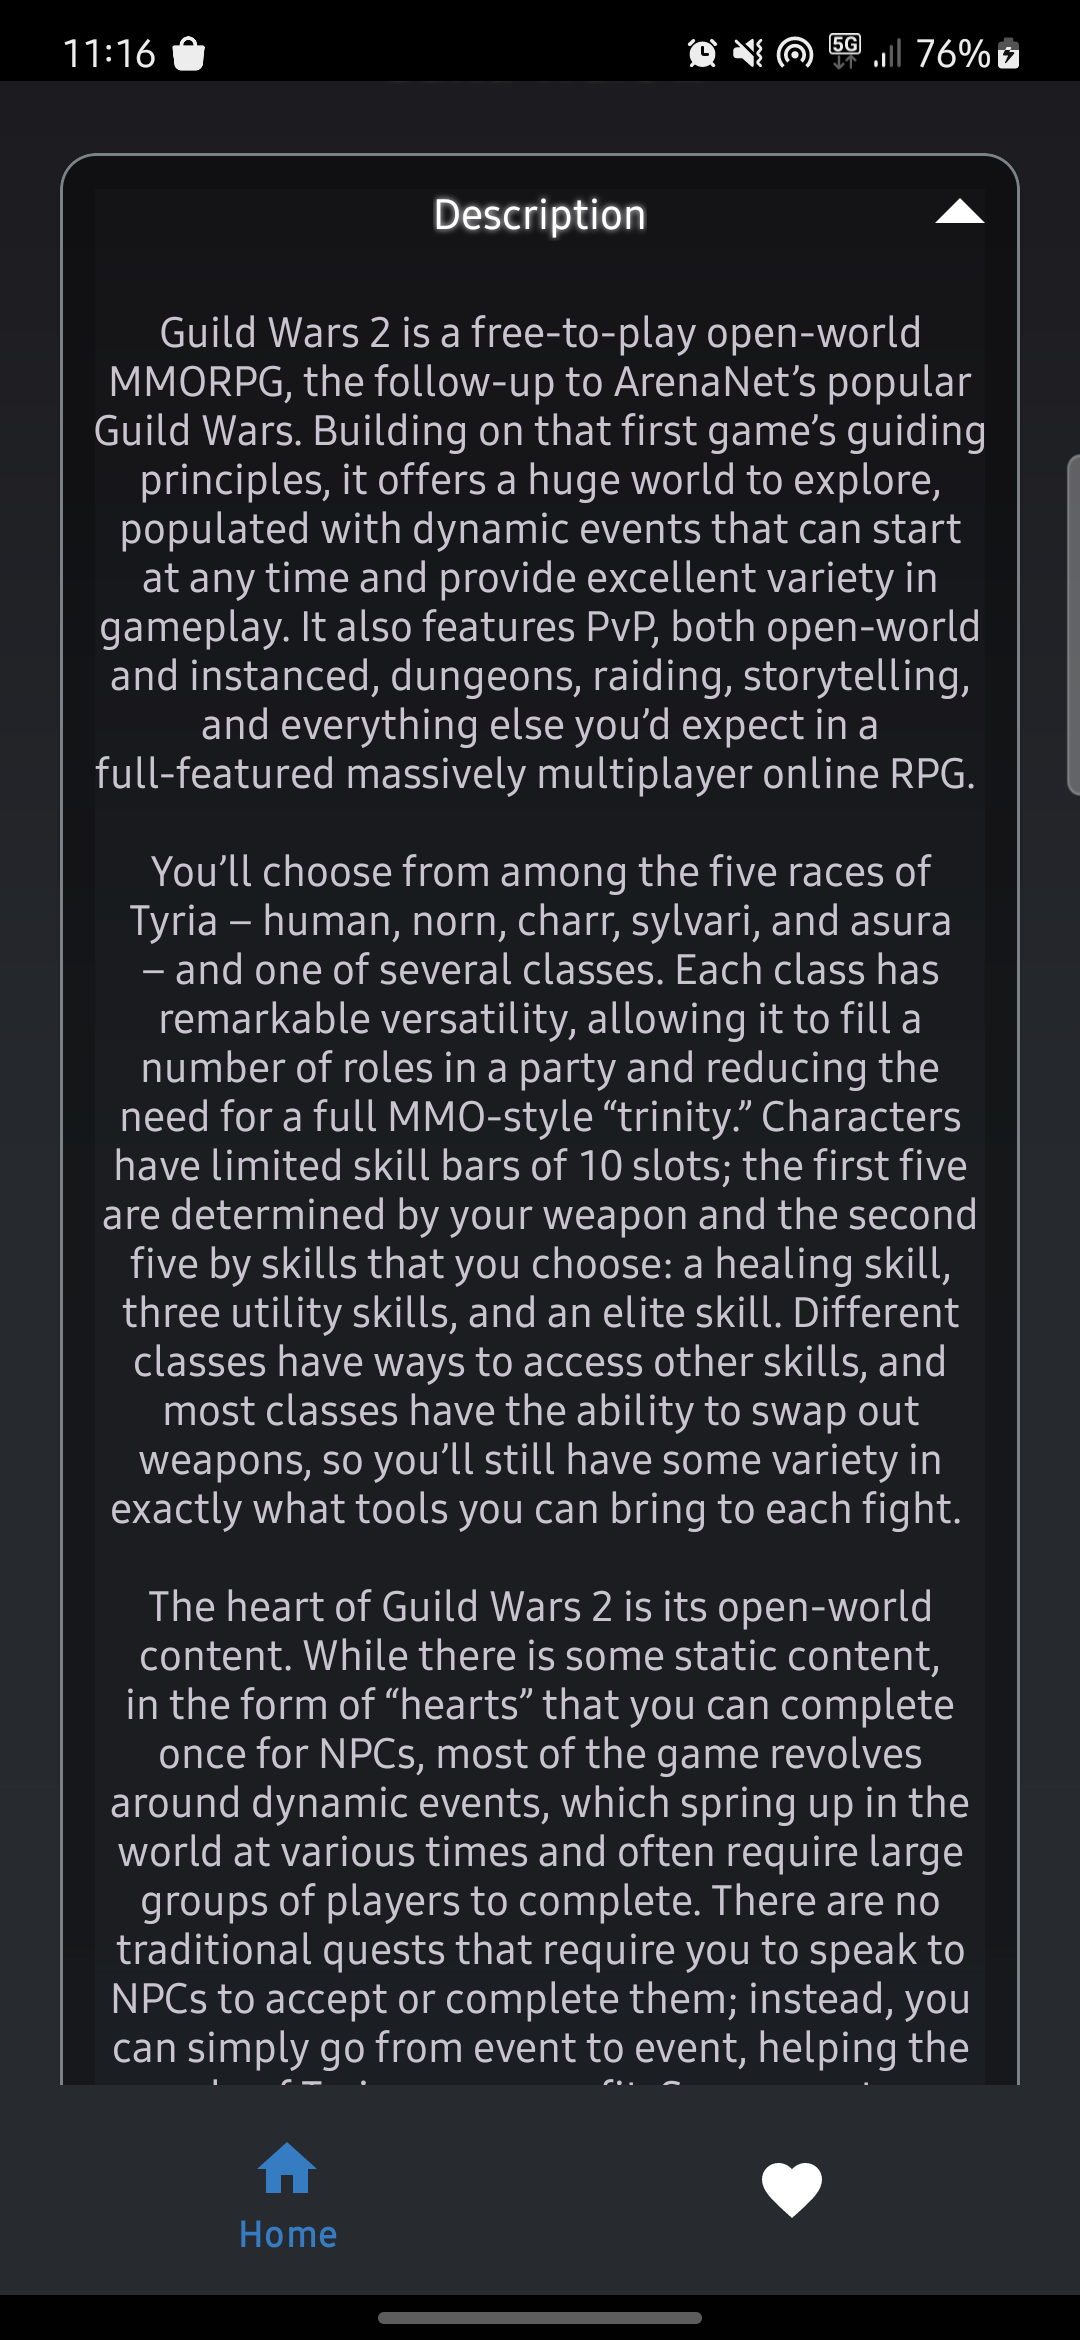 11:16
5G
76%
Description
Guild Wars 2 is a free-to-play open-world
MMORPG, the follow-up to ArenaNet’s popular
Guild Wars. Building on that first game’s guiding
principles, it offers a huge world to explore,
populated with dynamic events that can start
at any time and provide excellent variety in
gameplay. It also features PvP, both open-world
and instanced, dungeons, raiding, storytelling,
and everything else you’d expect in a
full-featured massively multiplayer online RPG.
You’ll choose from among the five races of
Tyria – human, norn, charr, sylvari, and asura
– and one of several classes. Each class has
remarkable versatility, allowing it to fill a
number of roles in a party and reducing the
need for a full MMO-style “trinity.” Characters
have limited skill bars of 10 slots; the first five
are determined by your weapon and the second
five by skills that you choose: a healing skill,
three utility skills, and an elite skill. Different
classes have ways to access other skills, and
most classes have the ability to swap out
weapons, so you’ll still have some variety in
exactly what tools you can bring to each fight.
The heart of Guild Wars 2 is its open-world
content. While there is some static content,
in the form of “hearts” that you can complete
once for NPCs, most of the game revolves
around dynamic events, which spring up in the
world at various times and often require large
groups of players to complete. There are no
traditional quests that require you to speak to
NPCs to accept or complete them; instead, you
can simply go from event to event, helping the
Home